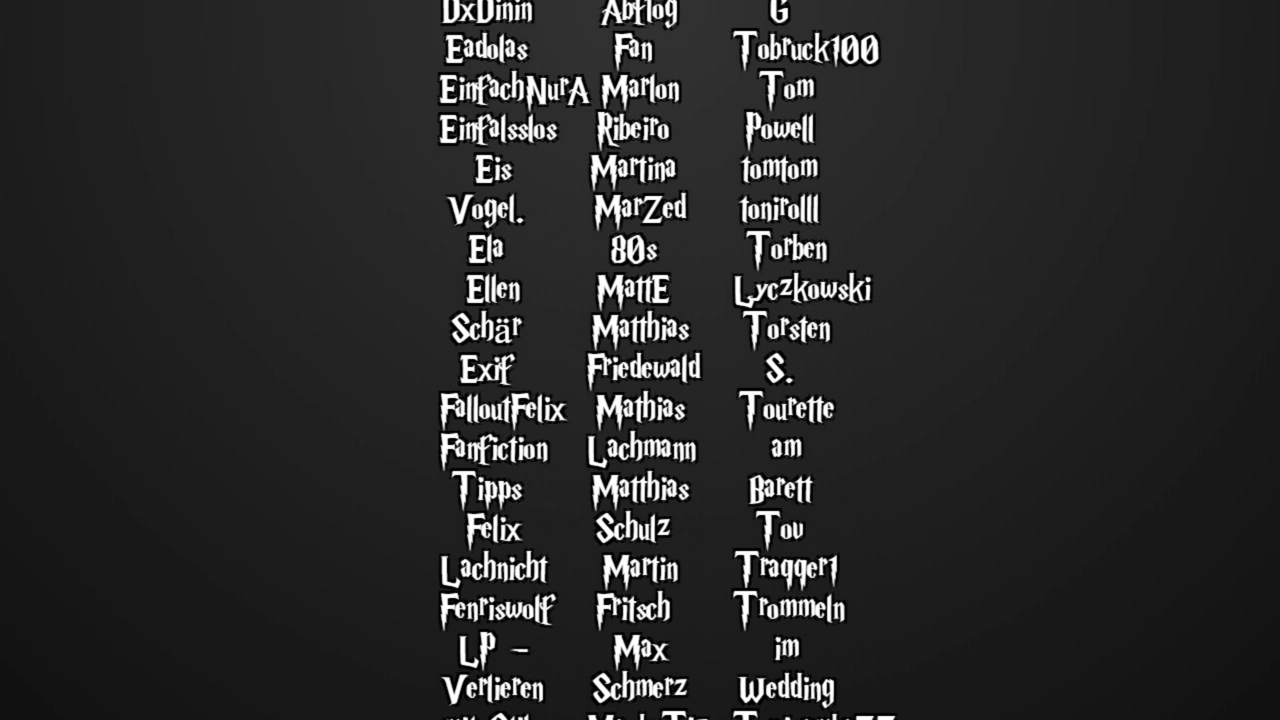 DxDinin Abflog G
Eadolas Fan Tobruck100
EinfachNurA Marlon Tom
Einfalsslos Ribeiro Powell
Eis Martina tomtom
Vogel. MarZed tonirolll
Ela 80s Torben
Ellen MattE Lyczkowski
Schär Matthias Torsten
Exif Friedewald S.
FalloutFelix Mathias Tourette
Fanfiction Lachmann am
Tipps Matthias Barett
Felix Schulz Tov
Lachnicht Martin Traqqer1
Fenriswolf Fritsch Trommeln
LP - Max im
Verlieren Schmerz Wedding